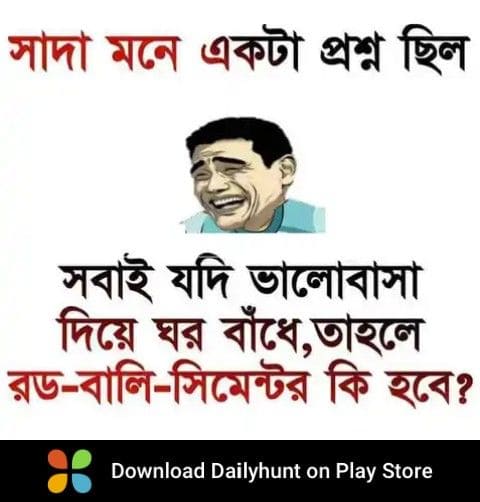 সাদা মনে একটা প্রশ্ন ছিল
সবাই যদি ভালোবাসা
দিয়ে ঘর বাঁধে,তাহলে
রড-বালি-সিমেন্টর কি হবে?
Download Dailyhunt on Play Store